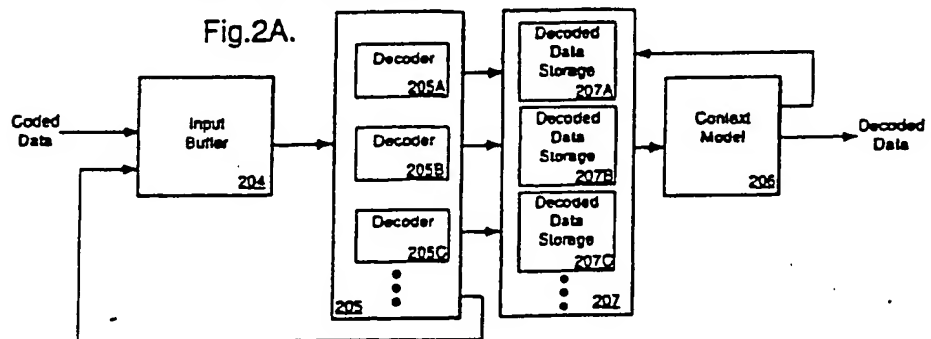 Fig.2A.
Coded
Data
Input
Buffer
204
Decoder
205A
Decoder
205B
Decoder
205C
205
Decoded
Data
Storage
207A
Decoded
Data
Storage
207B
Decoded
Data
Storage
207C
207
Context
Model
206
Decoded
Data